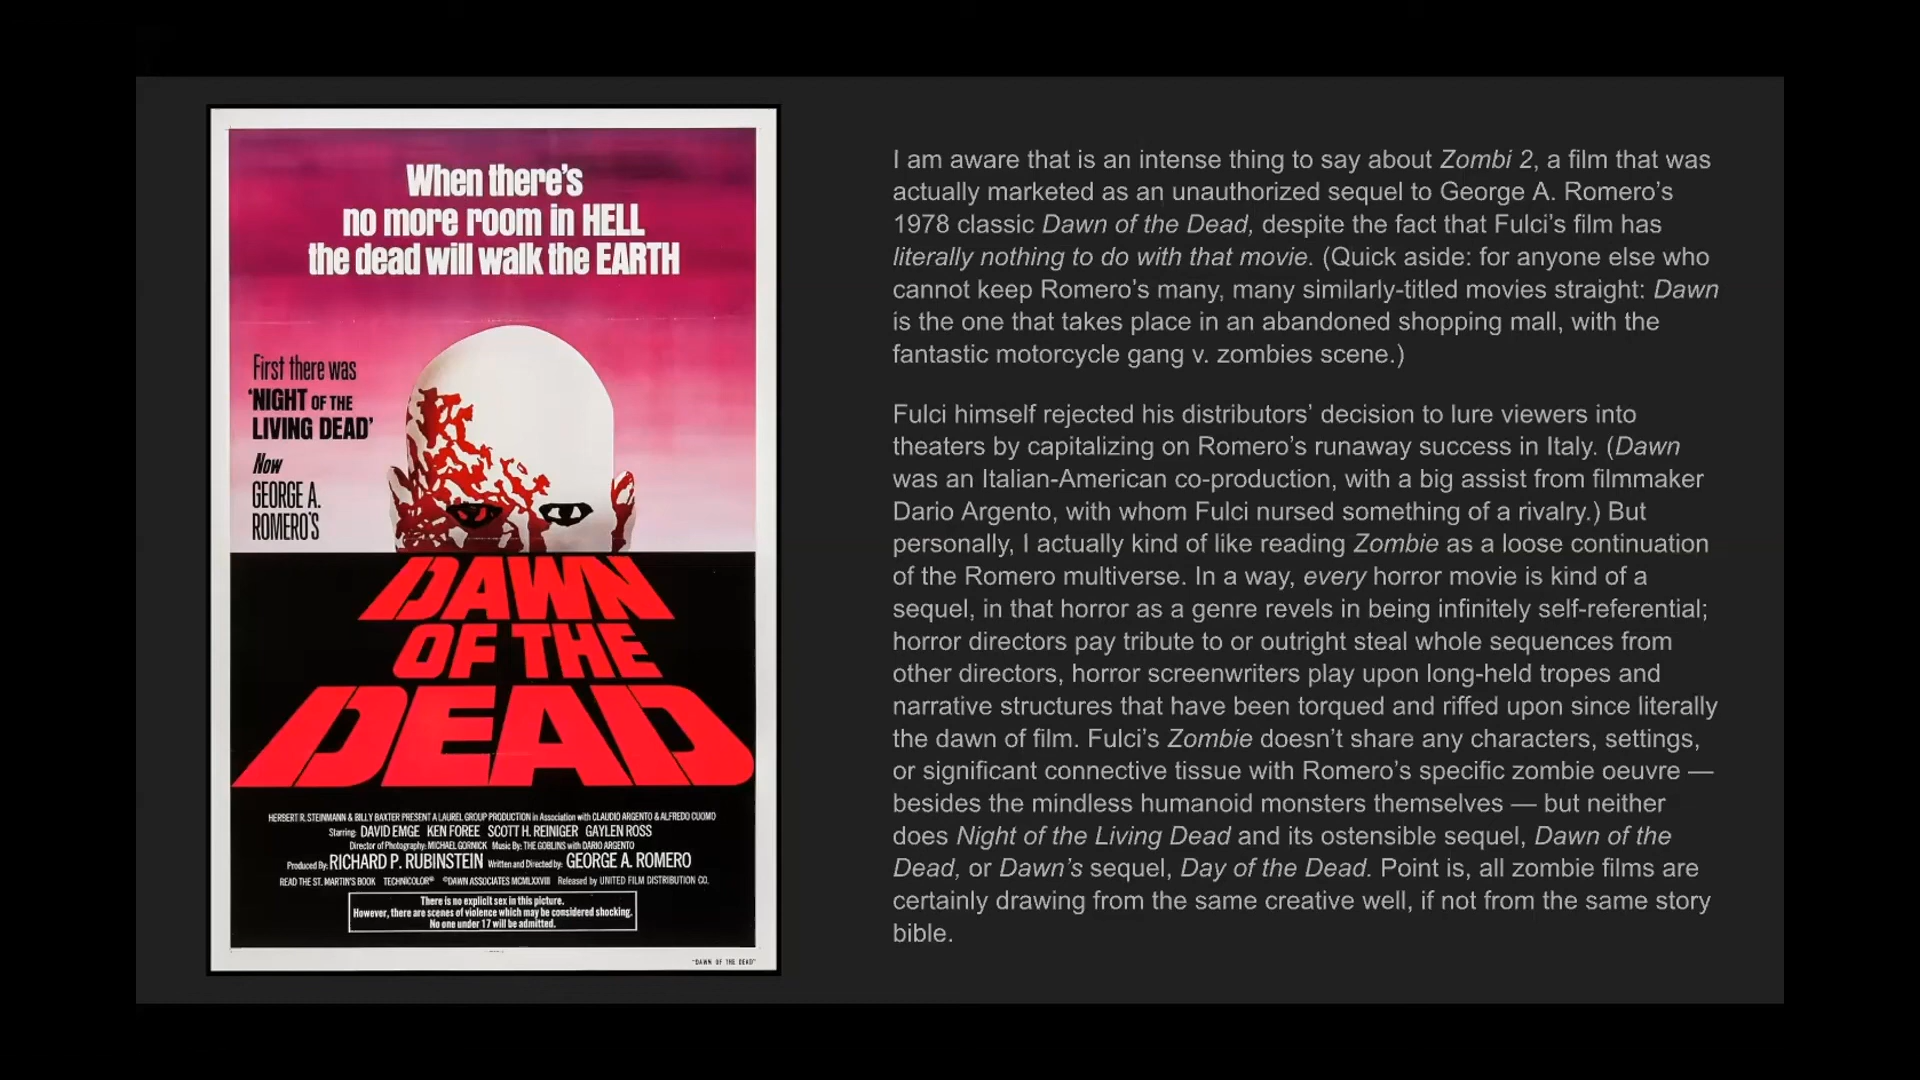 When there's
no more room in HELL
the dead will walk the EARTH
First there was
'NIGHT OF THE
LIVING DEAD'
Now
GEORGE A.
ROMERO'S
DAWN
OF THE
DEAD
HERBERT R. STEINMANN & BILLY BAXTER PRESENT A LAUREL GROUP PRODUCTION in Association with CLAUDIO ARGENTO & ALFREDO CUOMO
Starring: DAVID EMGE KEN FOREE SCOTT H. REINIGER GAYLEN ROSS
Director of Photography: MICHAEL GORNICK Music By: THE GOBLINS with DARIO ARGENTO
Produced By: RICHARD P. RUBINSTEIN Written and Directed by: GEORGE A. ROMERO
READ THE ST. MARTIN'S BOOK TECHNICOLOR® ©DAWN ASSOCIATES MCMLXXVIII Released by UNITED FILM DISTRIBUTION CO.
There is no explicit sex in this picture.
However, there are scenes of violence which may be considered shocking.
No one under 17 will be admitted.
"DAWN OF THE DEAD"
I am aware that is an intense thing to say about Zombi 2, a film that was
actually marketed as an unauthorized sequel to George A. Romero's
1978 classic Dawn of the Dead, despite the fact that Fulci's film has
literally nothing to do with that movie. (Quick aside: for anyone else who
cannot keep Romero's many, many similarly-titled movies straight: Dawn
is the one that takes place in an abandoned shopping mall, with the
fantastic motorcycle gang v. zombies scene.)
Fulci himself rejected his distributors' decision to lure viewers into
theaters by capitalizing on Romero's runaway success in Italy. (Dawn
was an Italian-American co-production, with a big assist from filmmaker
Dario Argento, with whom Fulci nursed something of a rivalry.) But
personally, I actually kind of like reading Zombie as a loose continuation
of the Romero multiverse. In a way, every horror movie is kind of a
sequel, in that horror as a genre revels in being infinitely self-referential;
horror directors pay tribute to or outright steal whole sequences from
other directors, horror screenwriters play upon long-held tropes and
narrative structures that have been torqued and riffed upon since literally
the dawn of film. Fulci's Zombie doesn't share any characters, settings,
or significant connective tissue with Romero's specific zombie oeuvre —
besides the mindless humanoid monsters themselves — but neither
does Night of the Living Dead and its ostensible sequel, Dawn of the
Dead, or Dawn's sequel, Day of the Dead. Point is, all zombie films are
certainly drawing from the same creative well, if not from the same story
bible.